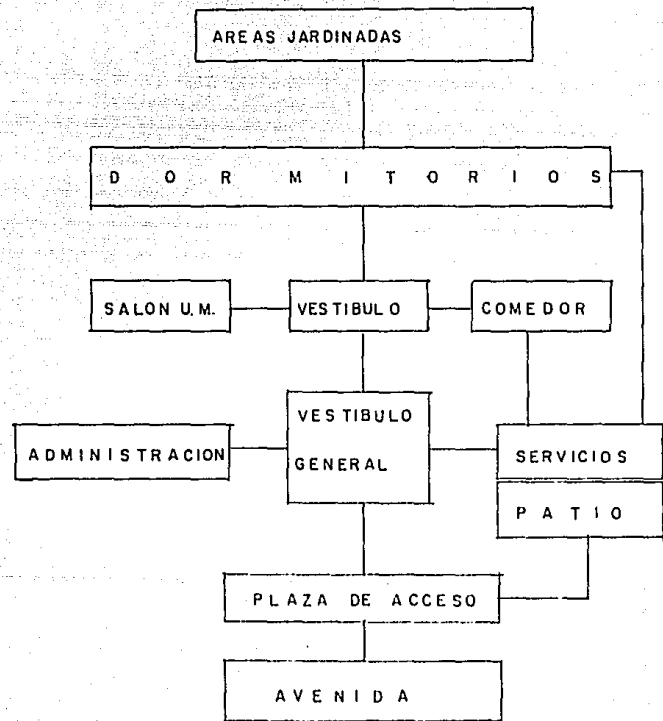 AREAS JARDINADAS
DORMITORIOS
SALON U.M.
VESTIBULO
COMEDOR
VESTIBULO
GENERAL
ADMINISTRACION
SERVICIOS
PATIO
PLAZA DE ACCESO
AVENIDA